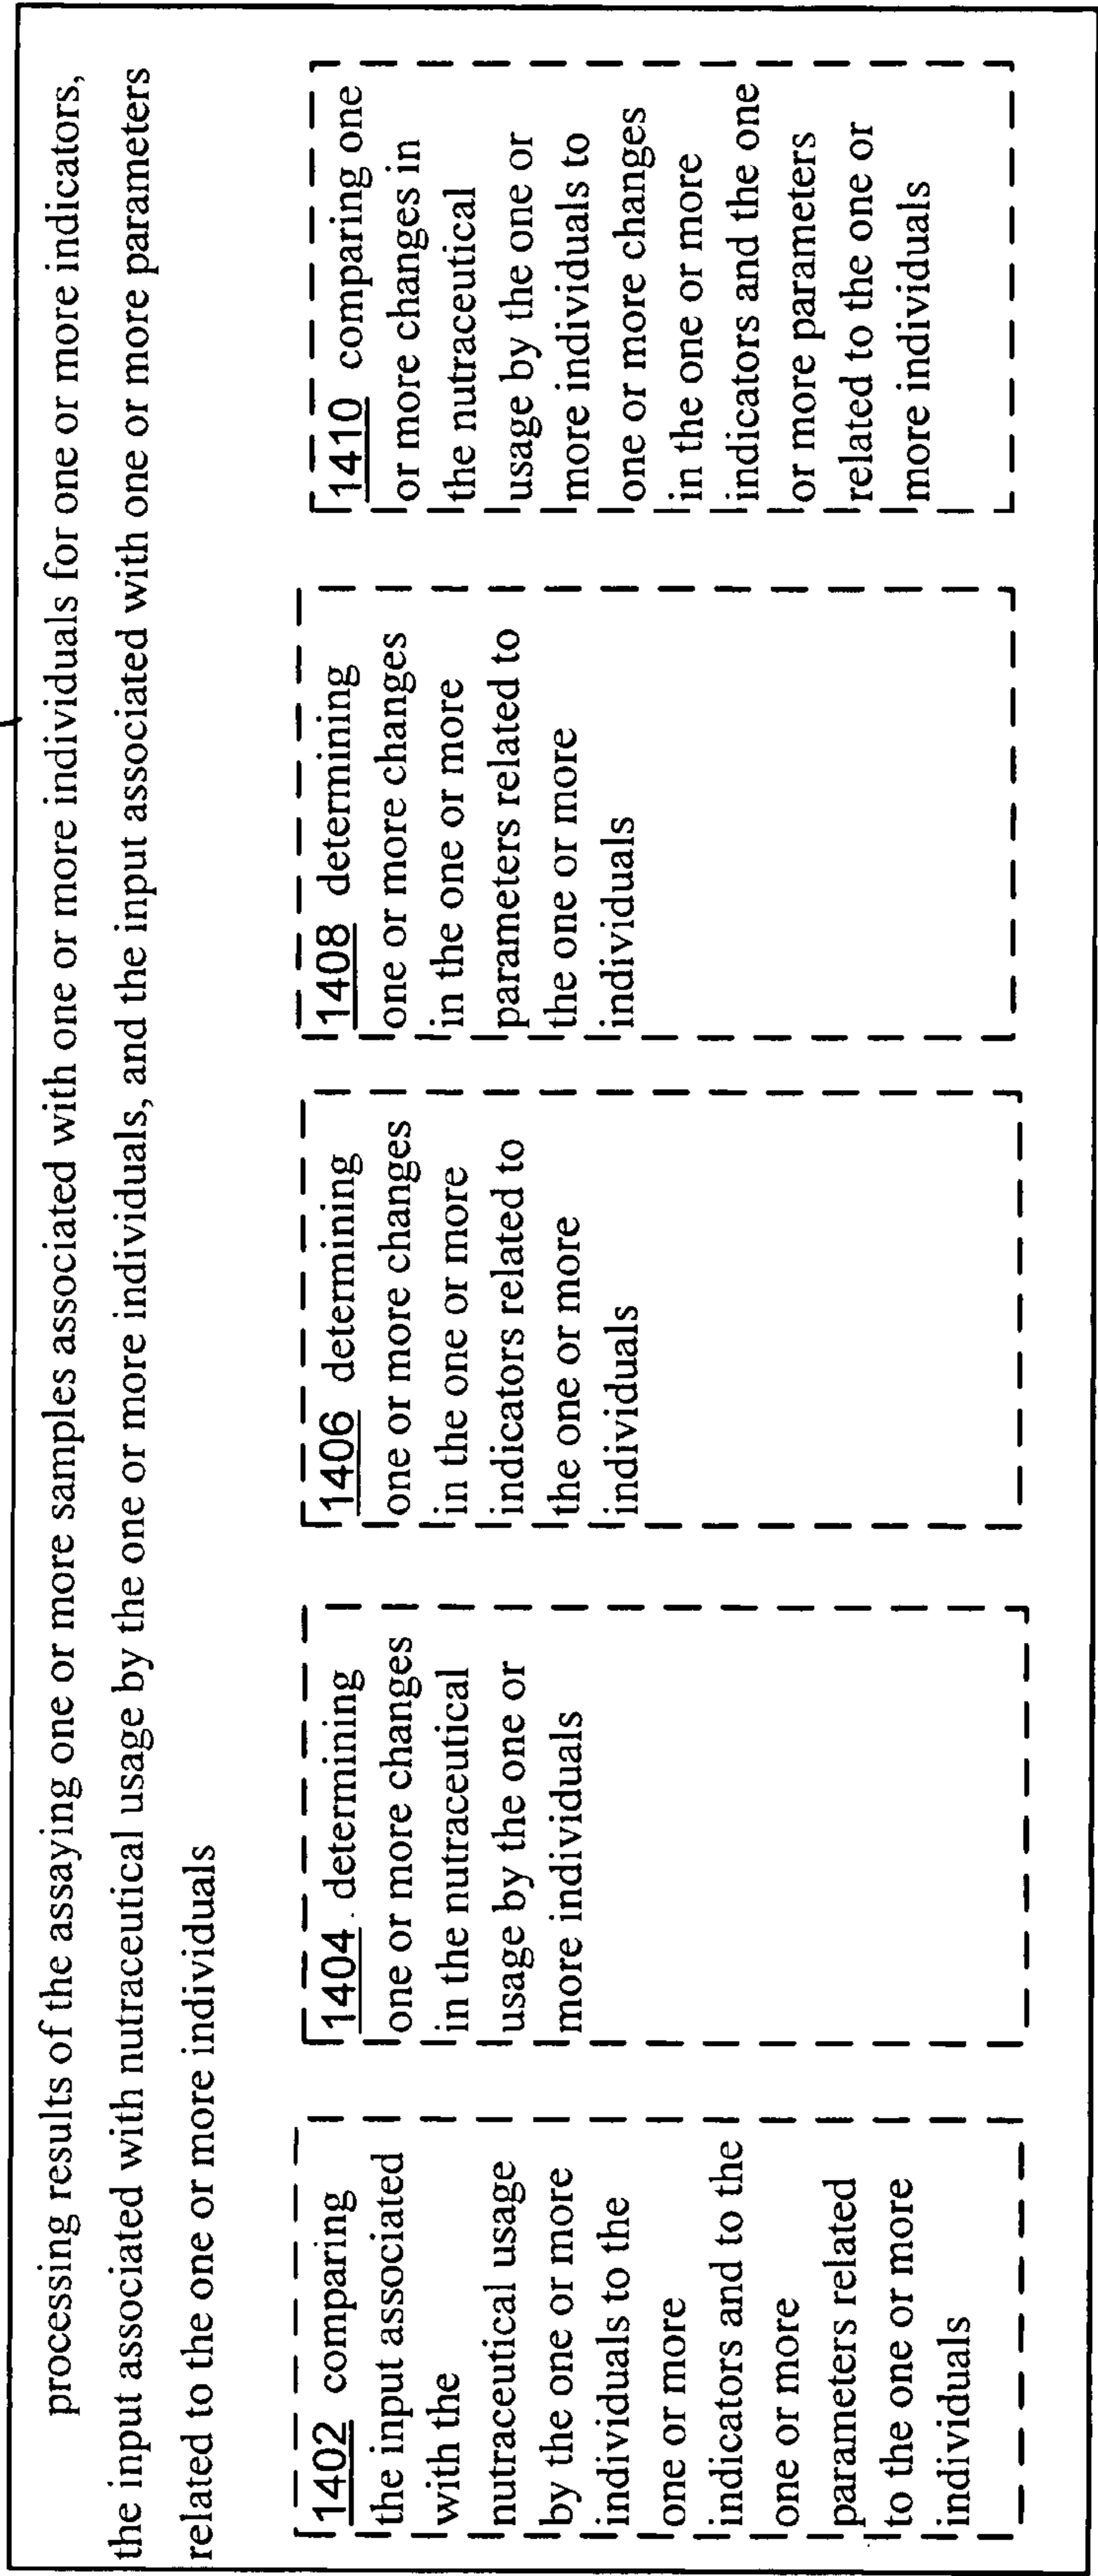 processing results of the assaying one or more samples associated with one or more individuals for one or more indicators,
the input associated with nutraceutical usage by the one or more individuals, and the input associated with one or more parameters
related to the one or more individuals
1402 comparing
the input associated
with the
nutraceutical usage
by the one or more
individuals to the
one or more
indicators and to the
one or more
parameters related
to the one or more
individuals
1404 determining
one or more changes
in the nutraceutical
usage by the one or
more individuals
1406 determining
one or more changes
in the one or more
indicators related to
the one or more
individuals
1408 determining
one or more changes
in the one or more
parameters related to
the one or more
individuals
1410 comparing one
or more changes in
the nutraceutical
usage by the one or
more individuals to
one or more changes
in the one or more
indicators and the one
or more parameters
related to the one or
more individuals